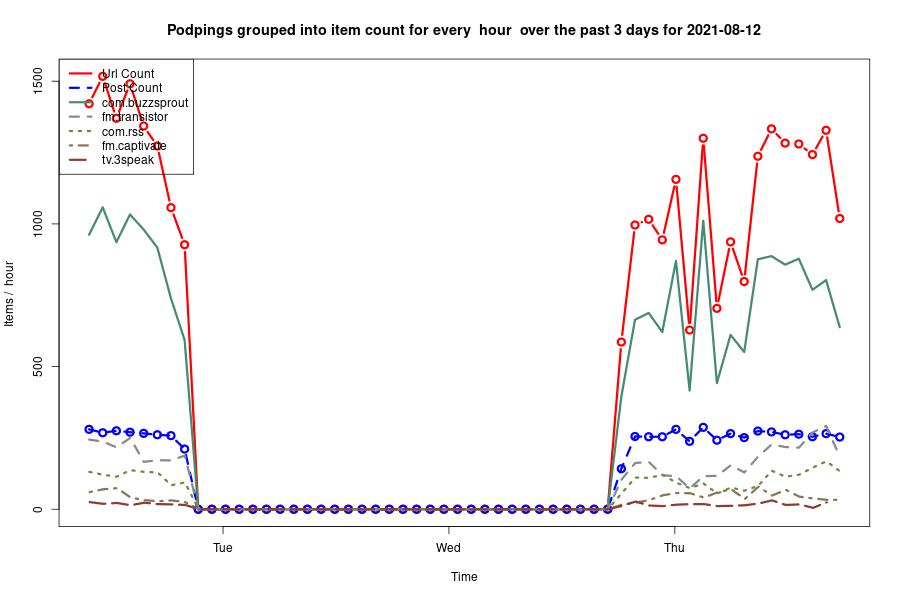 Podpings grouped into item count for every  hour  over the past 3 days for 2021-08-12
1500
1000
500
0
Items /  hour
Url Count
Post Count
com.buzzsprout
fm.transistor
com.rss
fm.captivate
tv.3speak
Tue
Wed
Thu
Time